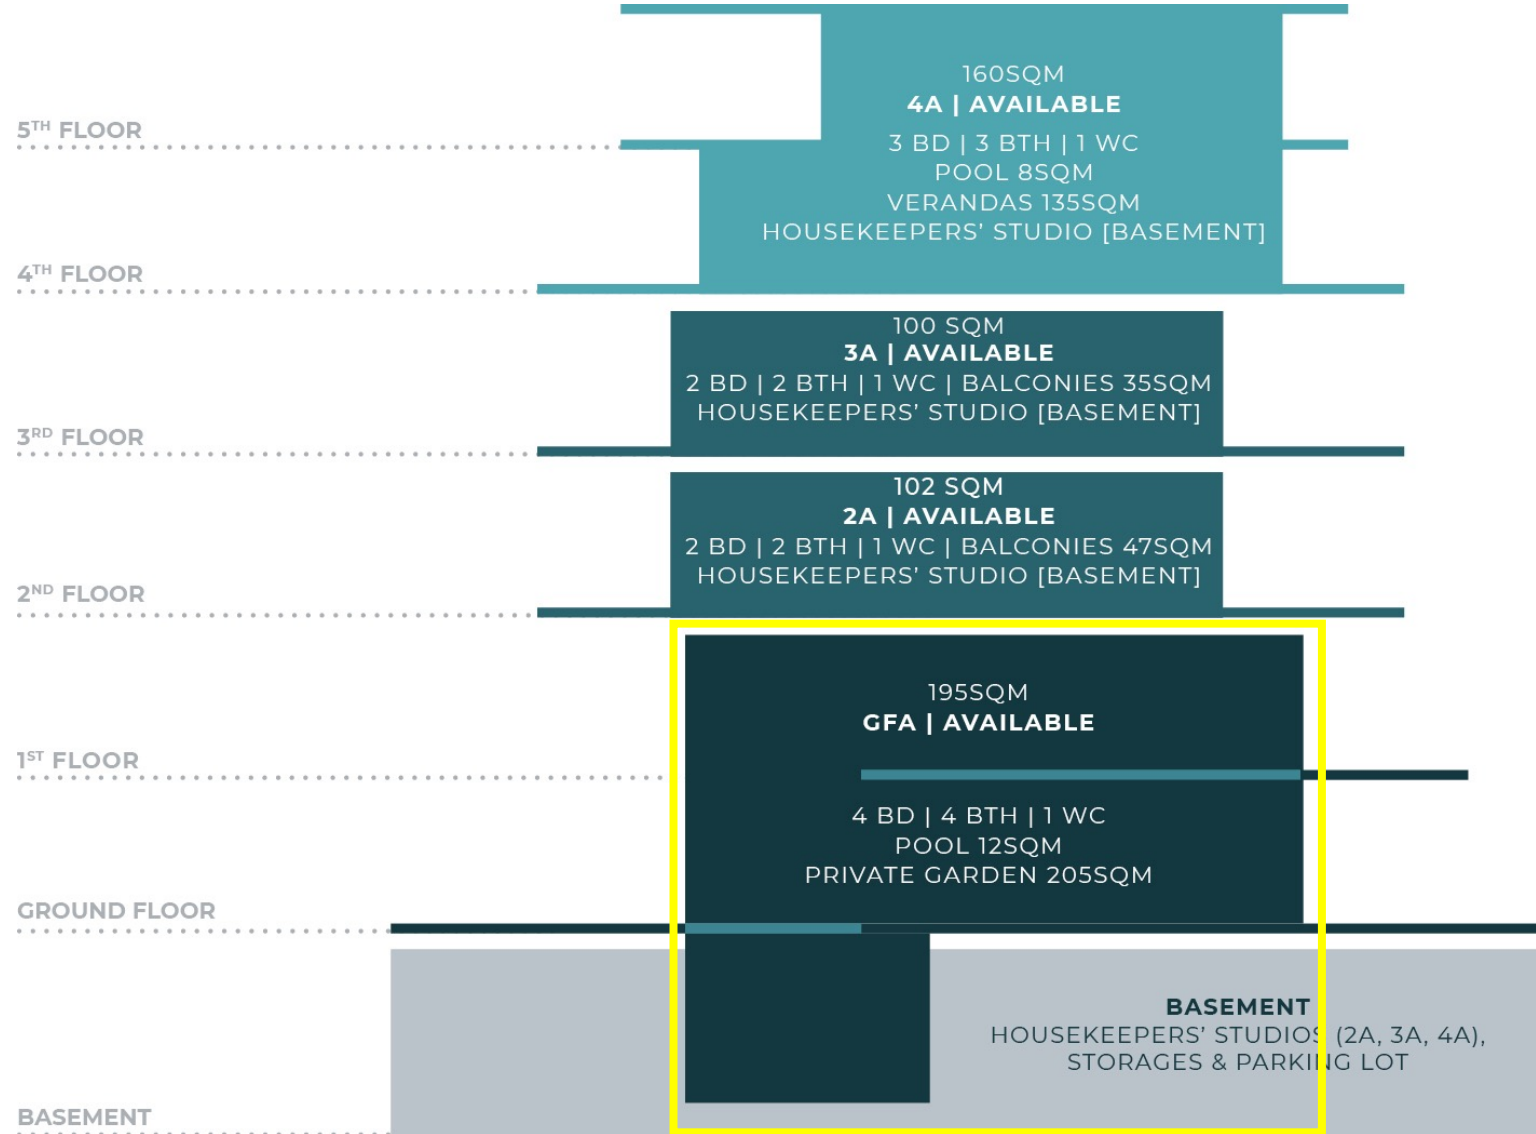 160SQM
4A | AVAILABLE
5TH FLOOR
3 BD | 3 BTH | 1 WC
POOL 8SQM
VERANDAS 135SQM
HOUSEKEEPERS' STUDIO [BASEMENT]
4TH FLOOR
100 SQM
3A | AVAILABLE
2 BD | 2 BTH | 1 WC | BALCONIES 35SQM
HOUSEKEEPERS' STUDIO [BASEMENT]
3RD FLOOR
102 SQM
2A | AVAILABLE
2 BD | 2 BTH | 1 WC | BALCONIES 47SQM
HOUSEKEEPERS' STUDIO [BASEMENT]
2ND FLOOR
195SQM
GFA | AVAILABLE
1ST FLOOR
4 BD | 4 BTH | 1 WC
POOL 12SQM
PRIVATE GARDEN 205SQM
GROUND FLOOR
BASEMENT
HOUSEKEEPERS' STUDIOS (2A, 3A, 4A),
STORAGES & PARKING LOT
BASEMENT